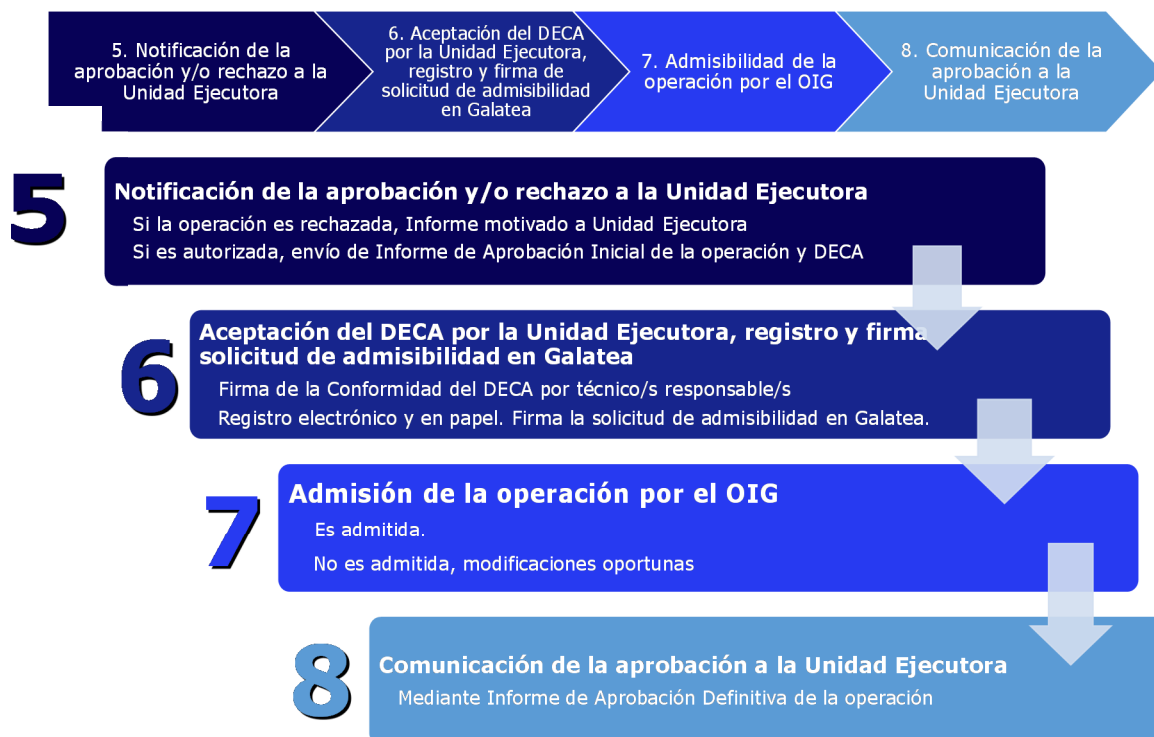 5. Notificación de la
aprobación y/o rechazo a la
Unidad Ejecutora
6. Aceptación del DECA
por la Unidad Ejecutora,
registro y firma de
solicitud de admisibilidad
en Galatea
7. Admisibilidad de la
operación por el OIG
8. Comunicación de la
aprobación a la
Unidad Ejecutora
5
Notificación de la aprobación y/o rechazo a la Unidad Ejecutora
Si la operación es rechazada, Informe motivado a Unidad Ejecutora
Si es autorizada, envío de Informe de Aprobación Inicial de la operación y DECA
6
Aceptación del DECA por la Unidad Ejecutora, registro y firma
solicitud de admisibilidad en Galatea
Firma de la Conformidad del DECA por técnico/s responsable/s
Registro electrónico y en papel. Firma la solicitud de admisibilidad en Galatea.
7
Admisión de la operación por el OIG
Es admitida.
No es admitida, modificaciones oportunas
8
Comunicación de la aprobación a la Unidad Ejecutora
Mediante Informe de Aprobación Definitiva de la operación